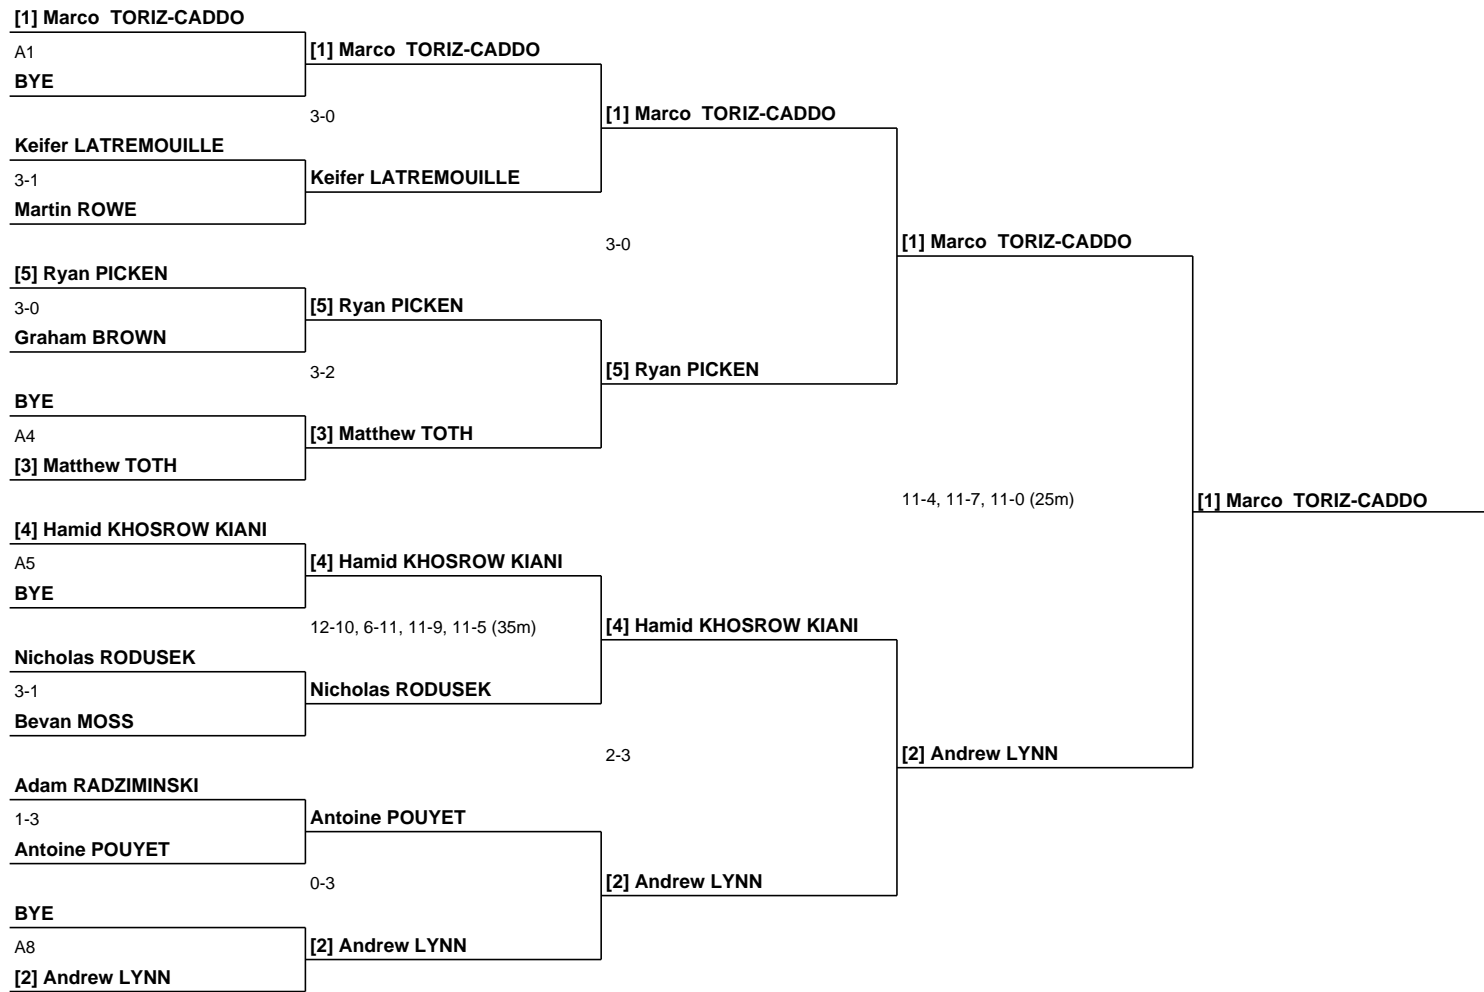 [1] Marco  TORIZ-CADDO
A1
BYE
[1] Marco  TORIZ-CADDO
3-0
Keifer LATREMOUILLE
3-1
Martin ROWE
Keifer LATREMOUILLE
[1] Marco  TORIZ-CADDO
3-0
[5] Ryan PICKEN
3-0
Graham BROWN
[5] Ryan PICKEN
3-2
BYE
A4
[3] Matthew TOTH
[3] Matthew TOTH
[5] Ryan PICKEN
[1] Marco  TORIZ-CADDO
11-4, 11-7, 11-0 (25m)
[1] Marco  TORIZ-CADDO
[4] Hamid KHOSROW KIANI
A5
BYE
[4] Hamid KHOSROW KIANI
12-10, 6-11, 11-9, 11-5 (35m)
Nicholas RODUSEK
3-1
Bevan MOSS
Nicholas RODUSEK
[4] Hamid KHOSROW KIANI
2-3
Adam RADZIMINSKI
1-3
Antoine POUYET
Antoine POUYET
0-3
BYE
A8
[2] Andrew LYNN
[2] Andrew LYNN
[2] Andrew LYNN
[2] Andrew LYNN